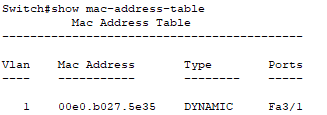 Switch#show mac-address-table
Mac Address Table
-------------------------------------------
Vlan Mac Address Type Ports
---- ----------- -------- -----
1 00e0.b027.5e35 DYNAMIC Fa3/1